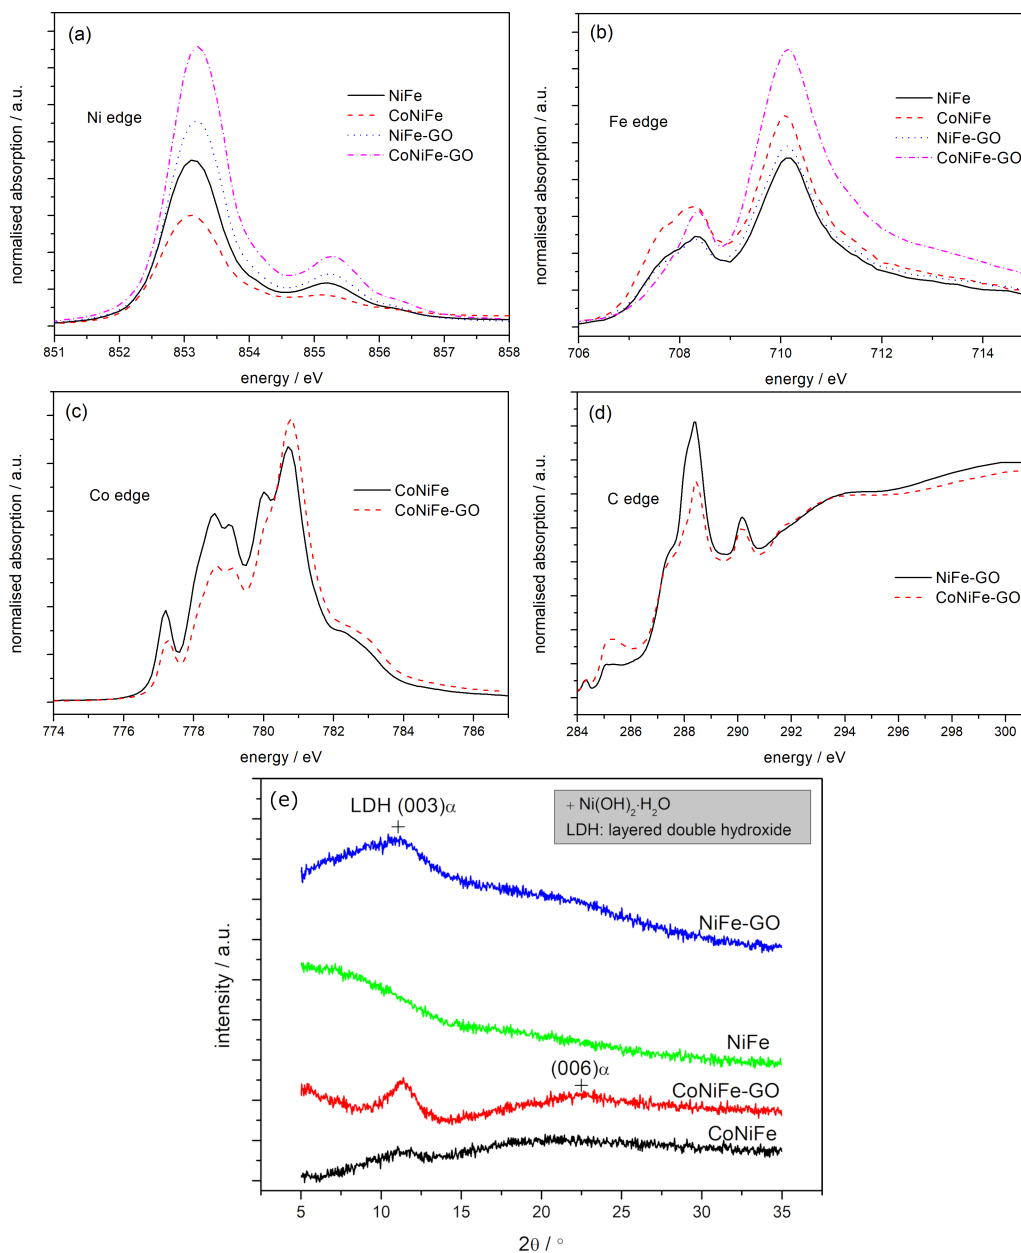 (a)
normalised absorption / a.u.
Ni edge
NiFe
CoNiFe
NiFe-GO
CoNiFe-GO
851 852 853 854 855 856 857 858
energy / eV
(b)
normalised absorption / a.u.
Fe edge
NiFe
CoNiFe
NiFe-GO
CoNiFe-GO
706 708 710 712 714
energy / eV
(c)
normalised absorption / a.u.
Co edge
CoNiFe
CoNiFe-GO
774 776 778 780 782 784 786
energy / eV
(d)
normalised absorption / a.u.
C edge
NiFe-GO
CoNiFe-GO
284 286 288 290 292 294 296 298 300
energy / eV
(e)
LDH (003)α
+
+ Ni(OH)₂·H₂O
LDH: layered double hydroxide
intensity / a.u.
NiFe-GO
NiFe
(006)α
+
CoNiFe-GO
CoNiFe
5 10 15 20 25 30 35
2θ / °